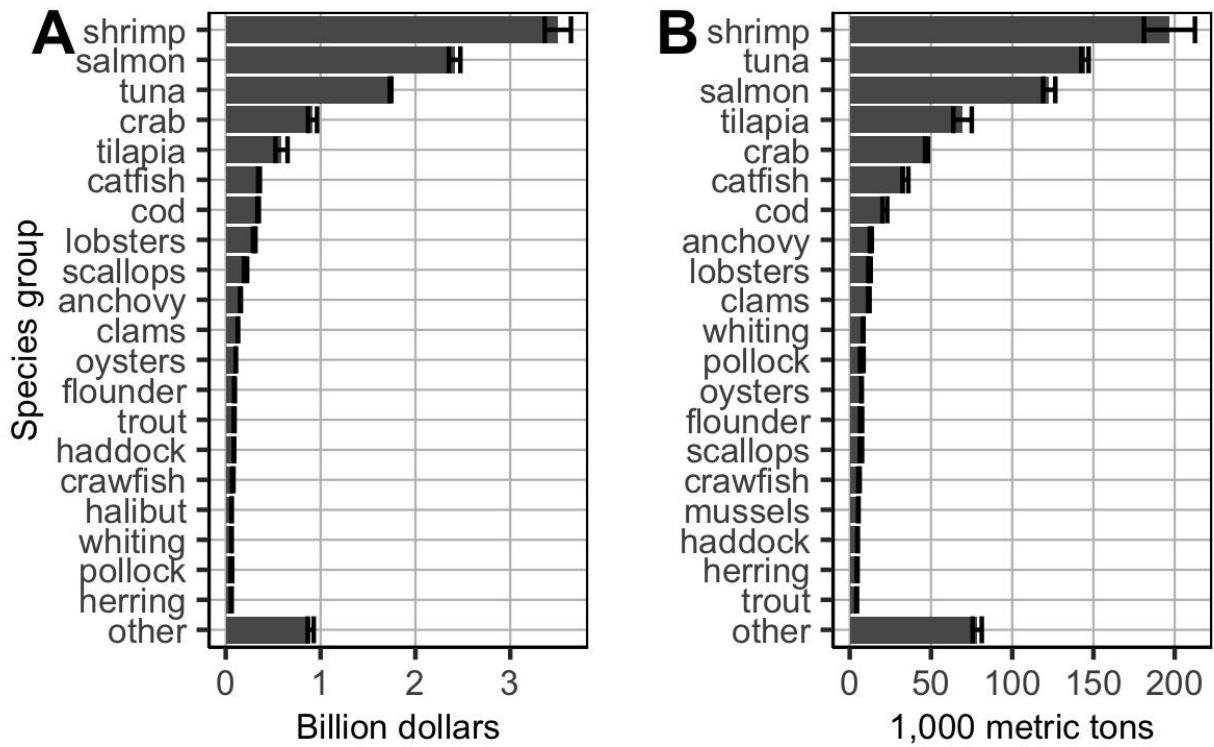 A
Species group
shrimp
salmon
tuna
crab
tilapia
catfish
cod
lobsters
scallops
anchovy
clams
oysters
flounder
trout
haddock
crawfish
halibut
whiting
pollock
herring
other
0 1 2 3
Billion dollars
B
shrimp
tuna
salmon
tilapia
crab
catfish
cod
anchovy
lobsters
clams
whiting
pollock
oysters
flounder
scallops
crawfish
mussels
haddock
herring
trout
other
0 50 100 150 200
1,000 metric tons